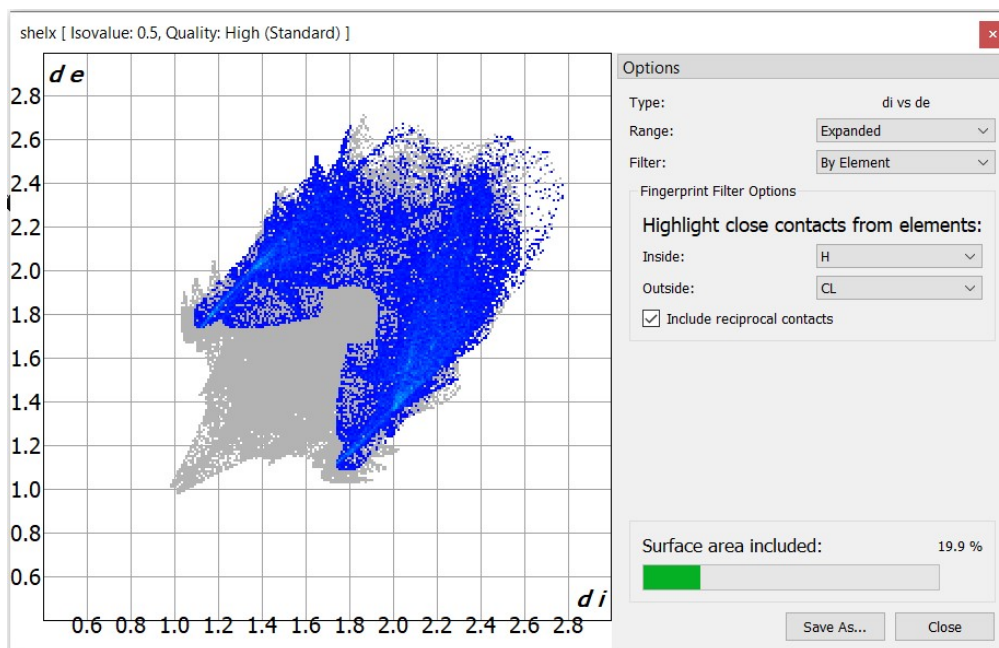 shelx [ Isovalue: 0.5, Quality: High (Standard) ]
×
d e
2.8
2.6
2.4
2.2
2.0
1.8
1.6
1.4
1.2
1.0
0.8
0.6
d i
0.6 0.8 1.0 1.2 1.4 1.6 1.8 2.0 2.2 2.4 2.6 2.8
Options
Type: di vs de
Range: Expanded
Filter: By Element
Fingerprint Filter Options
Highlight close contacts from elements:
Inside: H
Outside: CL
Include reciprocal contacts
Surface area included: 19.9 %
Save As... Close